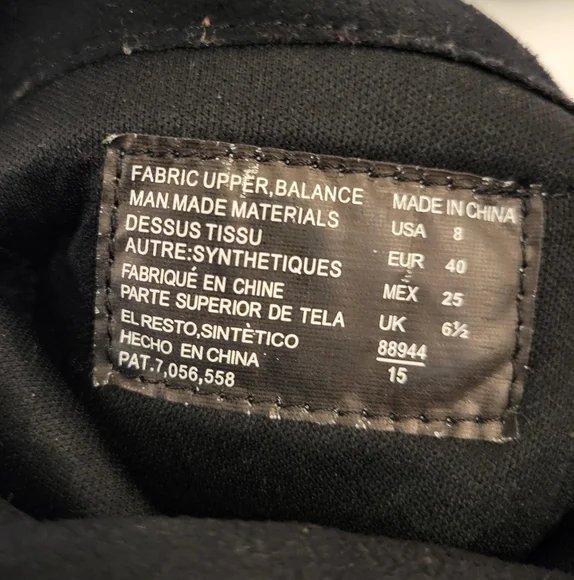 FABRIC UPPER,BALANCE
MAN MADE MATERIALS
DESSUS TISSU
AUTRE:SYNTHETIQUES
FABRIQUÉ EN CHINE
PARTE SUPERIOR DE TELA
EL RESTO,SINTÈTICO
HECHO EN CHINA
PAT.7,056,558
MADE IN CHINA
USA 8
EUR 40
MEX 25
UK 6½
88944
15